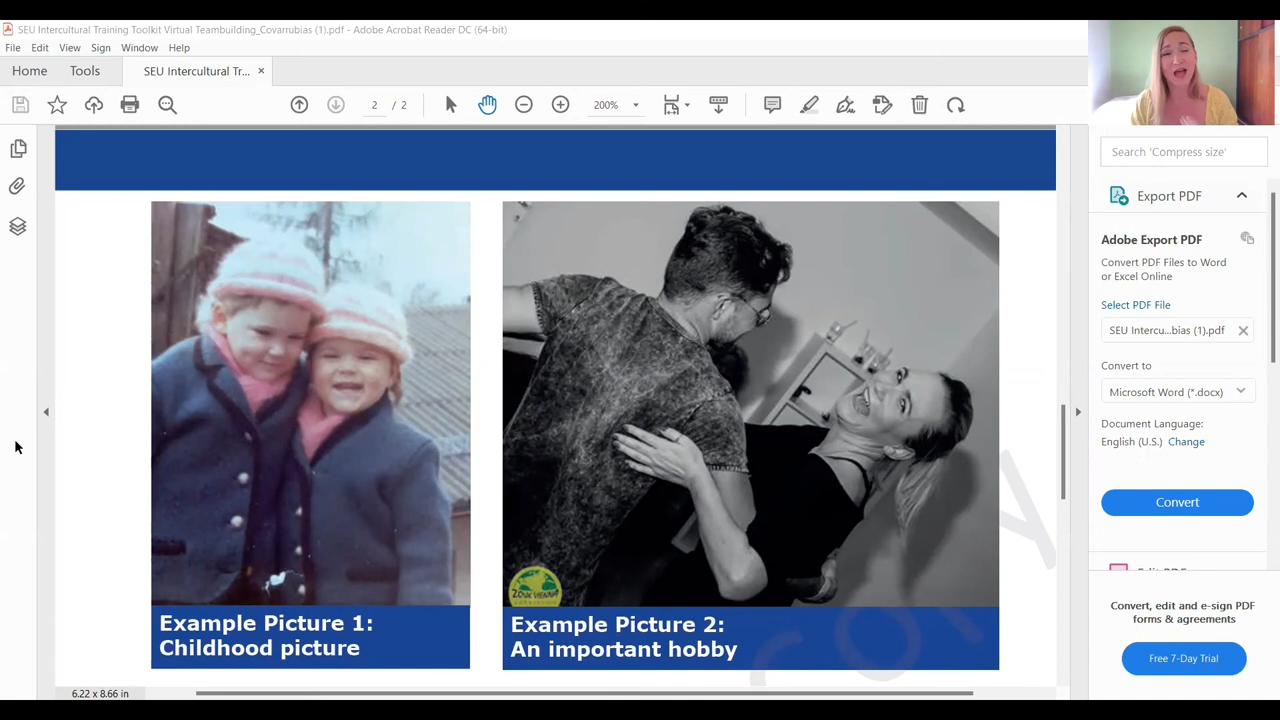 SEU Intercultural Training Toolkit Virtual Teambuilding_Covarrubias (1).pdf - Adobe Acrobat Reader DC (64-bit)
File Edit View Sign Window Help
Home Tools SEU Intercultural Tr... ×
2 / 2 200%
Search 'Compress size'
Export PDF
Adobe Export PDF
Convert PDF Files to Word
or Excel Online
Select PDF File
SEU Intercu...bias (1).pdf
Convert to
Microsoft Word (*.docx)
Document Language:
English (U.S.) Change
Convert
Convert, edit and e-sign PDF
forms & agreements
Free 7-Day Trial
ZOUK VIENNA
Example Picture 1:
Childhood picture
Example Picture 2:
An important hobby
6.22 x 8.66 in